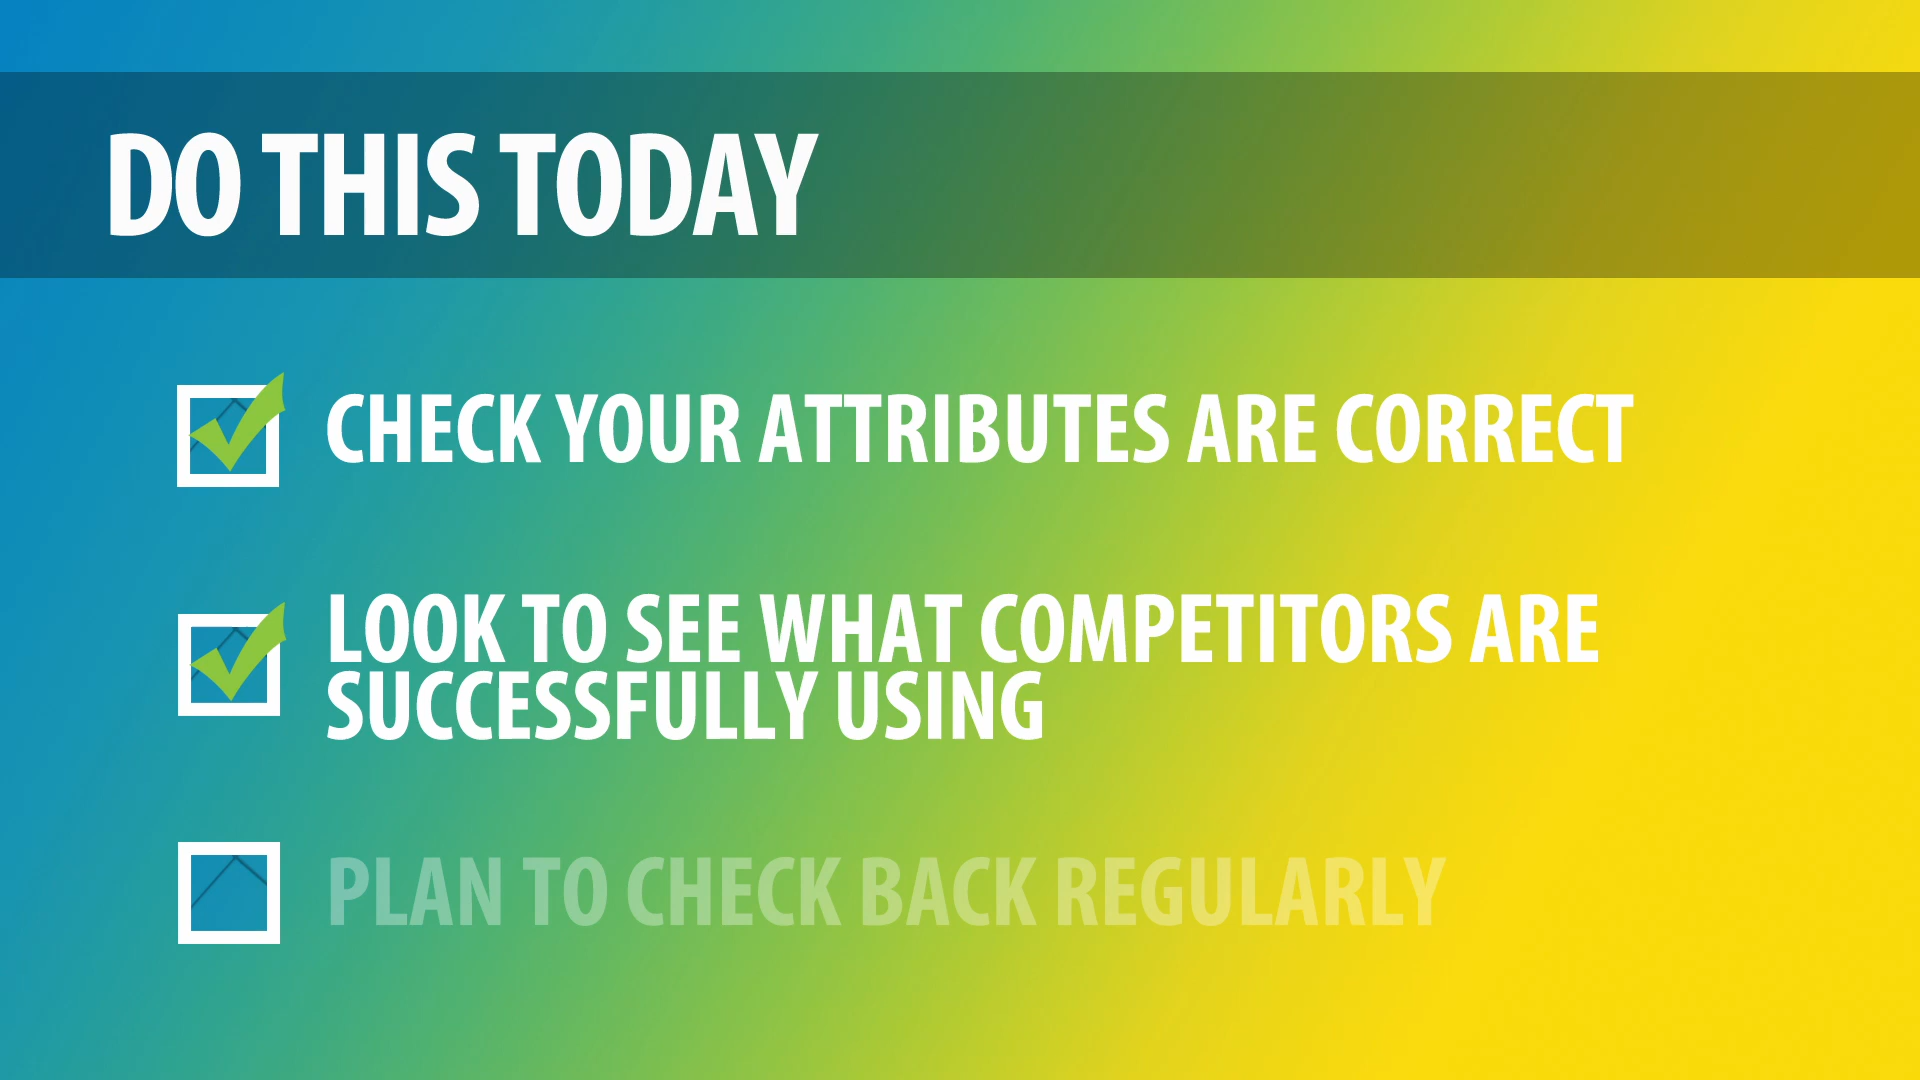 DO THIS TODAY
CHECK YOUR ATTRIBUTES ARE CORRECT
LOOK TO SEE WHAT COMPETITORS ARE
SUCCESSFULLY USING
PLAN TO CHECK BACK REGULARLY